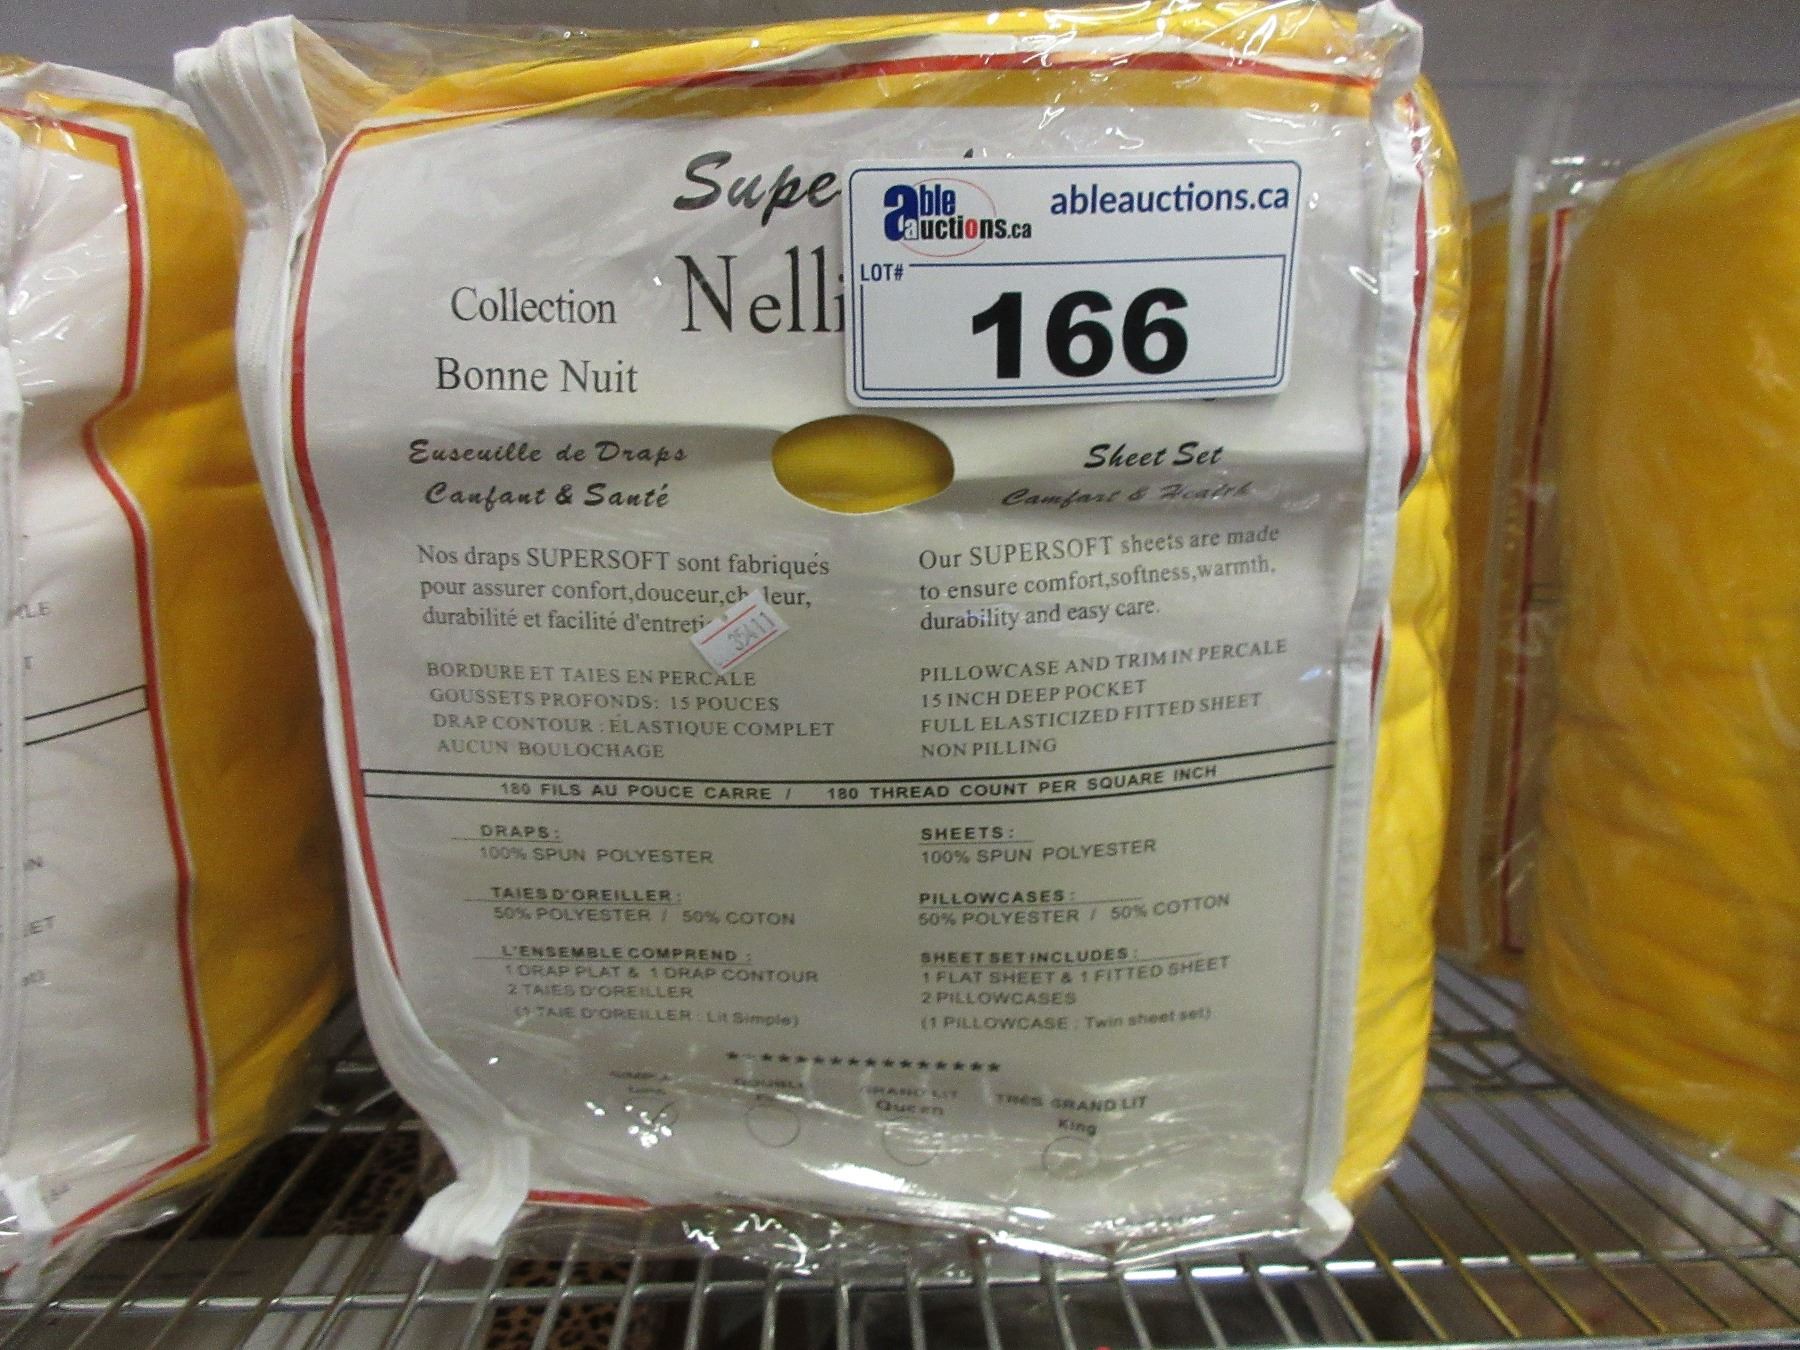 Supe
able auctions.ca
ableauctions.ca
LOT#
166
Collection
Nelli
Bonne Nuit
Euseuille de Draps
Canfant & Santé
Sheet Set
Camfart & Health
Nos draps SUPERSOFT sont fabriqués
pour assurer confort,douceur,ch leur,
durabilité et facilité d'entreti
35411
Our SUPERSOFT sheets are made
to ensure comfort,softness,warmth,
durability and easy care.
BORDURE ET TAIES EN PERCALE
GOUSSETS PROFONDS: 15 POUCES
DRAP CONTOUR : ÉLASTIQUE COMPLET
AUCUN BOULOCHAGE
PILLOWCASE AND TRIM IN PERCALE
15 INCH DEEP POCKET
FULL ELASTICIZED FITTED SHEET
NON PILLING
180 FILS AU POUCE CARRE / 180 THREAD COUNT PER SQUARE INCH
DRAPS:
100% SPUN POLYESTER
SHEETS:
100% SPUN POLYESTER
TAIES D'OREILLER:
50% POLYESTER / 50% COTON
PILLOWCASES:
50% POLYESTER / 50% COTTON
L'ENSEMBLE COMPREND :
1 DRAP PLAT & 1 DRAP CONTOUR
2 TAIES D'OREILLER
(1 TAIE D'OREILLER : Lit Simple)
SHEET SET INCLUDES:
1 FLAT SHEET & 1 FITTED SHEET
2 PILLOWCASES
(1 PILLOWCASE : Twin sheet set)
****************
GRAND LIT
Queen
TRES GRAND LIT
King